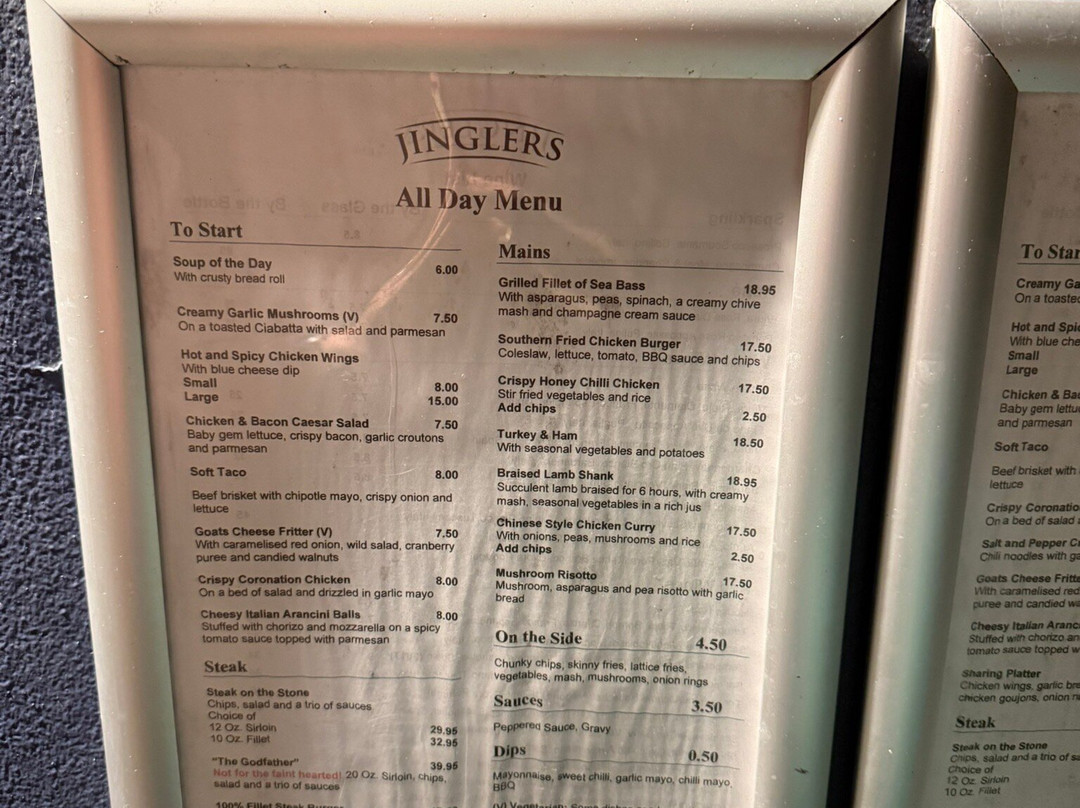 JINGLERS
All Day Menu
To Start
Soup of the Day 6.00
With crusty bread roll
Creamy Garlic Mushrooms (V) 7.50
On a toasted Ciabatta with salad and parmesan
Hot and Spicy Chicken Wings
With blue cheese dip
Small 8.00
Large 15.00
Chicken & Bacon Caesar Salad 7.50
Baby gem lettuce, crispy bacon, garlic croutons
and parmesan
Soft Taco 8.00
Beef brisket with chipotle mayo, crispy onion and
lettuce
Goats Cheese Fritter (V) 7.50
With caramelised red onion, wild salad, cranberry
puree and candied walnuts
Crispy Coronation Chicken 8.00
On a bed of salad and drizzled in garlic mayo
Cheesy Italian Arancini Balls 8.00
Stuffed with chorizo and mozzarella on a spicy
tomato sauce topped with parmesan
Steak
Steak on the Stone
Chips, salad and a trio of sauces
Choice of
12 Oz. Sirloin 29.95
10 Oz. Fillet 32.95
"The Godfather" 39.95
Not for the faint hearted! 20 Oz. Sirloin, chips,
salad and a trio of sauces
100% Fillet Steak Burger
Mains
Grilled Fillet of Sea Bass 18.95
With asparagus, peas, spinach, a creamy chive
mash and champagne cream sauce
Southern Fried Chicken Burger 17.50
Coleslaw, lettuce, tomato, BBQ sauce and chips
Crispy Honey Chilli Chicken 17.50
Stir fried vegetables and rice
Add chips 2.50
Turkey & Ham 18.50
With seasonal vegetables and potatoes
Braised Lamb Shank 18.95
Succulent lamb braised for 6 hours, with creamy
mash, seasonal vegetables in a rich jus
Chinese Style Chicken Curry 17.50
With onions, peas, mushrooms and rice
Add chips 2.50
Mushroom Risotto 17.50
Mushroom, asparagus and pea risotto with garlic
bread
On the Side 4.50
Chunky chips, skinny fries, lattice fries,
vegetables, mash, mushrooms, onion rings
Sauces 3.50
Peppered Sauce, Gravy
Dips 0.50
Mayonnaise, sweet chilli, garlic mayo, chilli mayo,
BBQ
(V) Vegetarian: Some dishes
To Star
Creamy Ga
On a toasted
Hot and Spic
With blue che
Small
Large
Chicken & Ba
Baby gem lettu
and parmesan
Soft Taco
Beef brisket with
lettuce
Crispy Coronatio
On a bed of salad
Salt and Pepper C
Chili noodles with ga
Goats Cheese Fritt
With caramelised red
puree and candied wa
Cheesy Italian Aranc
Stuffed with chorizo an
tomato sauce topped w
Sharing Platter
Chicken wings, garlic bre
chicken goujons, onion r
Steak
Steak on the Stone
Chips, salad and a trio of sa
Choice of
12 Oz. Sirloin
10 Oz. Fillet